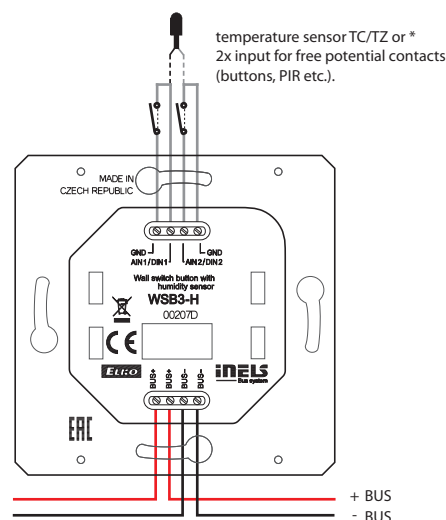 temperature sensor TC/TZ or *
2x input for free potential contacts
(buttons, PIR etc.).
MADE IN
CZECH REPUBLIC
GND
GND
AIN1/DIN1
AIN2/DIN2
Wall switch button with
humidity sensor
WSB3-H
00207D
CE
ELKO
iNELS
Bus system
BUS+
BUS+
BUS-
BUS-
EAC
+ BUS
- BUS